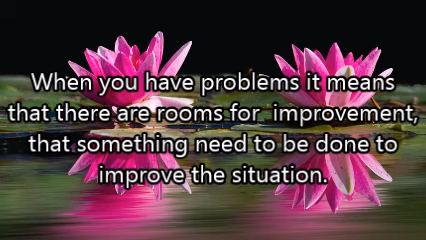 When you have problems it means
that there are rooms for  improvement,
that something need to be done to
improve the situation.